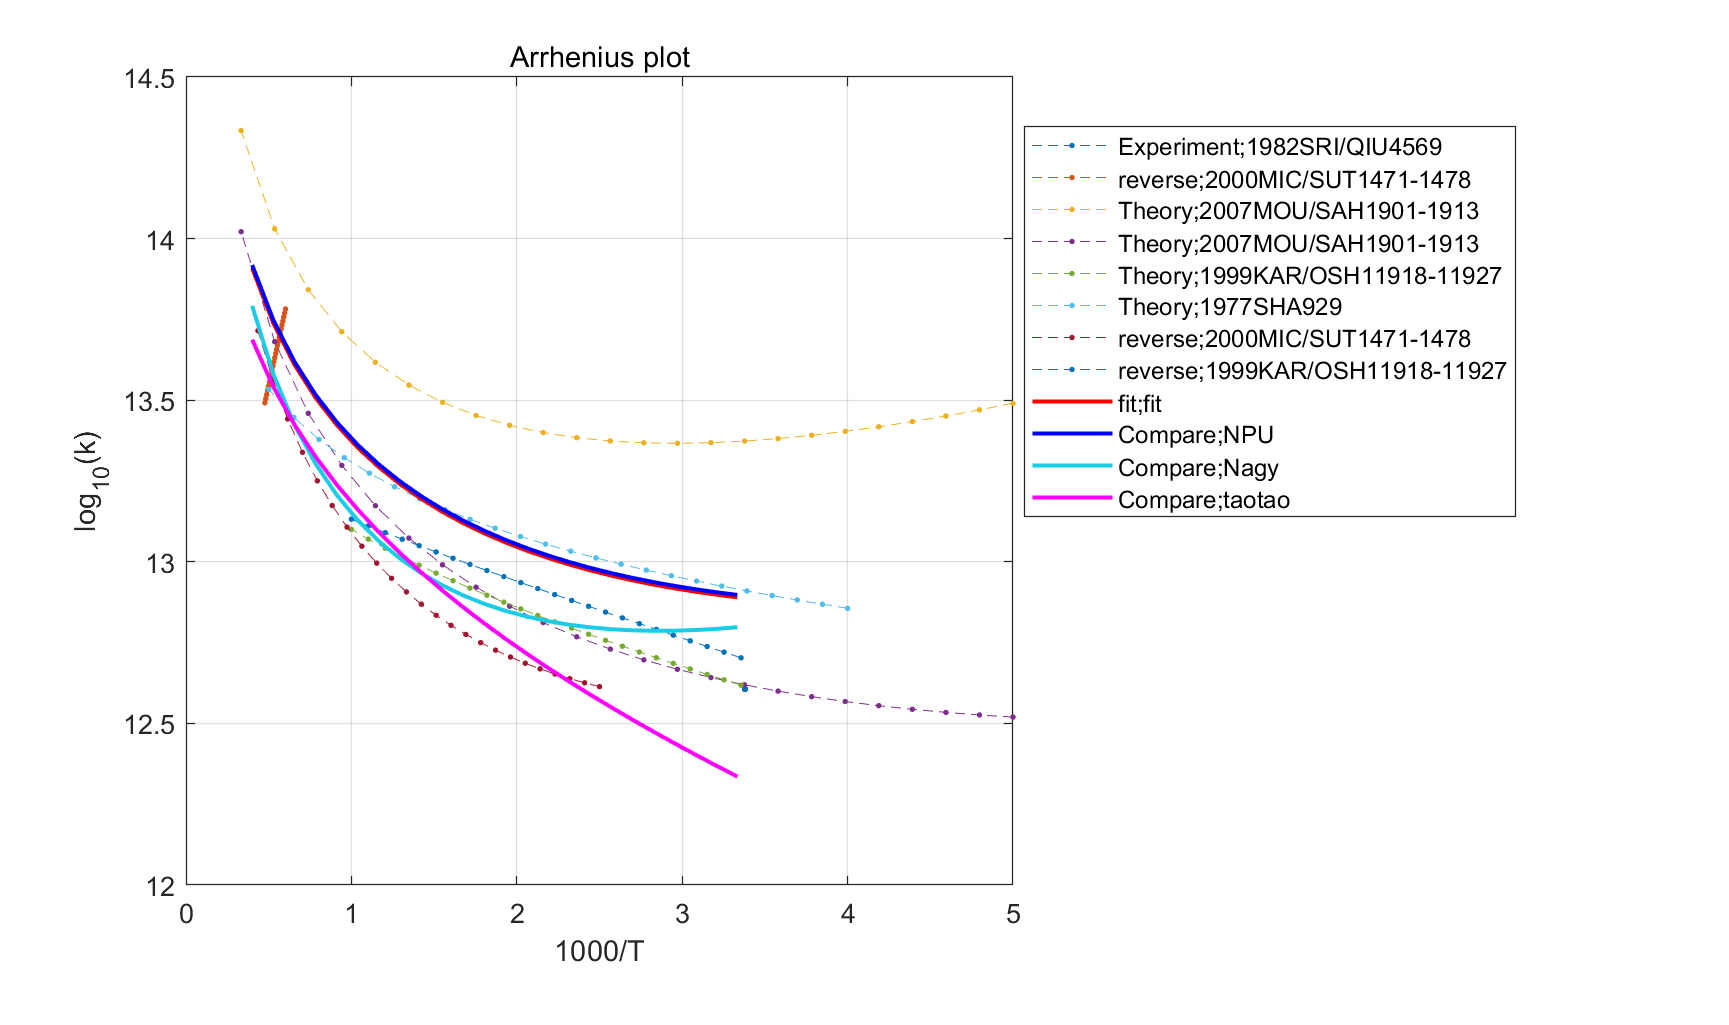 Arrhenius plot
14.5
14
13.5
13
12.5
12
log10(k)
0 1 2 3 4 5
1000/T
Experiment;1982SRI/QIU4569
reverse;2000MIC/SUT1471-1478
Theory;2007MOU/SAH1901-1913
Theory;2007MOU/SAH1901-1913
Theory;1999KAR/OSH11918-11927
Theory;1977SHA929
reverse;2000MIC/SUT1471-1478
reverse;1999KAR/OSH11918-11927
fit;fit
Compare;NPU
Compare;Nagy
Compare;taotao